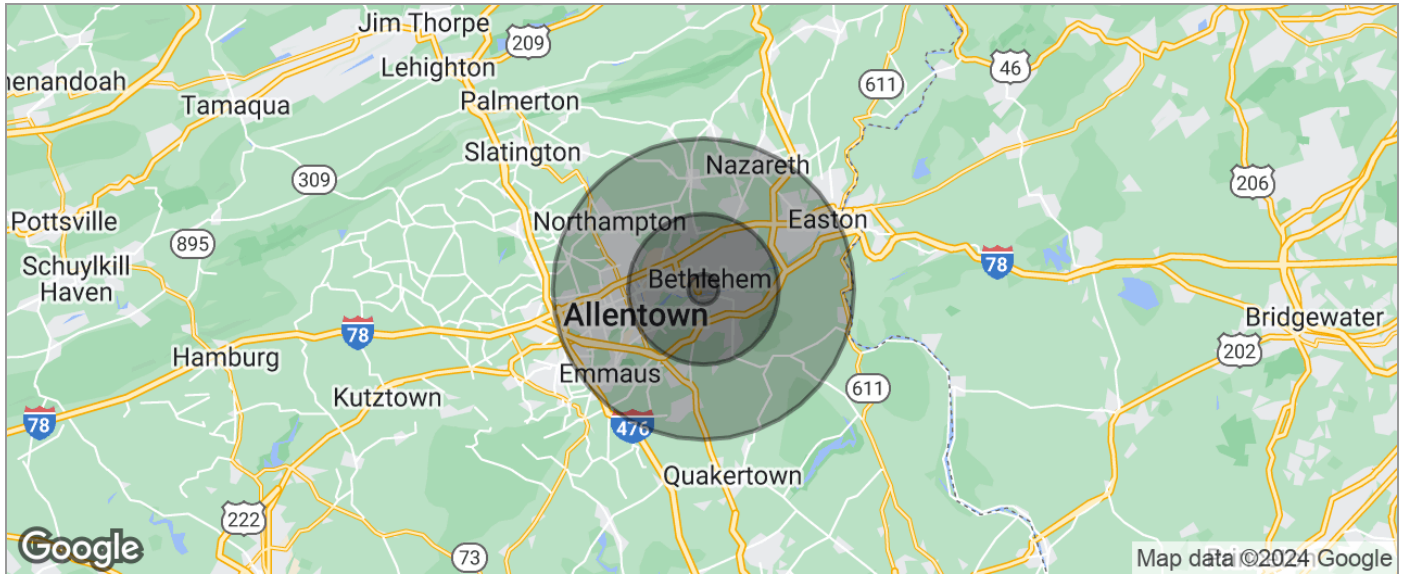 Jim Thorpe
209
Lehighton
46
611
henandoah
Tamaqua
Palmerton
Slatington
Nazareth
309
206
Pottsville
Northampton
Easton
895
Schuylkill
Haven
78
Bethlehem
Allentown
Bridgewater
78
202
Hamburg
Emmaus
Kutztown
611
78
476
Quakertown
222
73
Google
Map data ©2024 Google